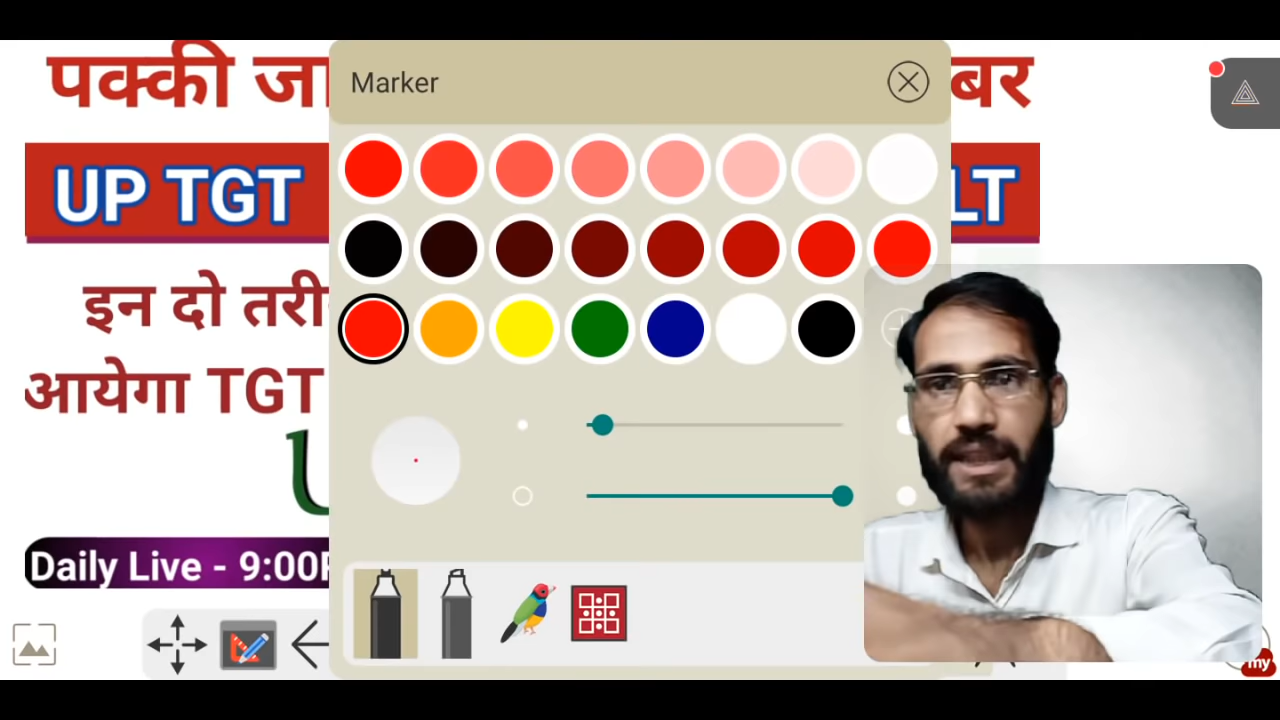 पक्की जा
बर
Marker
UP TGT
LT
इन दो तरी
आयेगा TGT
Daily Live - 9:00
my